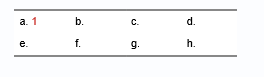 a. 1 b. c. d.
e. f. g. h.